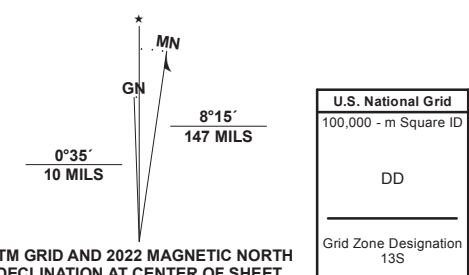 ★
MN
GN
8°15´
147 MILS
0°35´
10 MILS
TM GRID AND 2022 MAGNETIC NORTH
DECLINATION AT CENTER OF SHEET
U.S. National Grid
100,000 - m Square ID
DD
Grid Zone Designation
13S